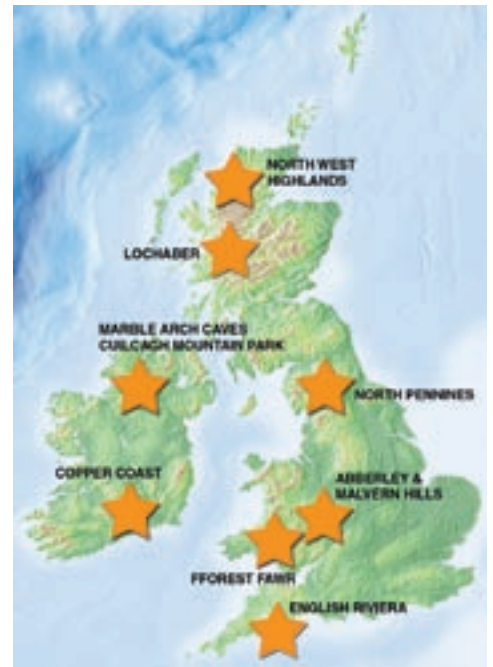 NORTH WEST
HIGHLANDS
LOCHABER
MARBLE ARCH CAVES
CUILCAGH MOUNTAIN PARK
NORTH PENNINES
COPPER COAST
ABBERLEY &
MALVERN HILLS
FFOREST FAWR
ENGLISH RIVIERA